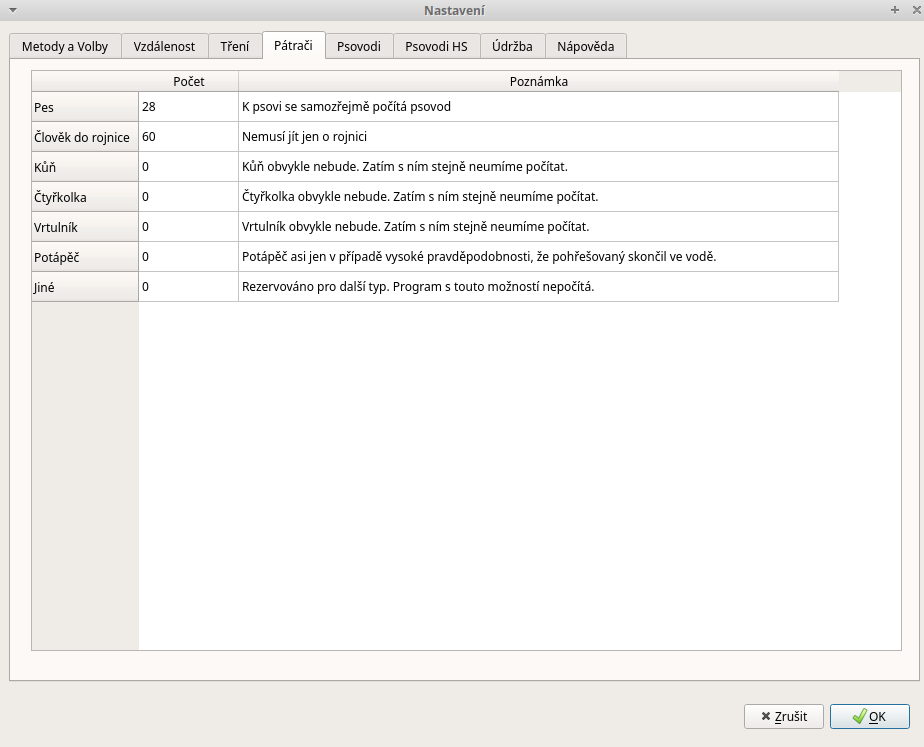 Nastavení
Metody a Volby Vzdálenost Tření Pátrači Psovodi Psovodi HS Údržba Nápověda
Počet Poznámka
Pes 28 K psovi se samozřejmě počítá psovod
Člověk do rojnice 60 Nemusí jít jen o rojnici
Kůň 0 Kůň obvykle nebude. Zatím s ním stejně neumíme počítat.
Čtyřkolka 0 Čtyřkolka obvykle nebude. Zatím s ním stejně neumíme počítat.
Vrtulník 0 Vrtulník obvykle nebude. Zatím s ním stejně neumíme počítat.
Potápěč 0 Potápěč asi jen v případě vysoké pravděpodobnosti, že pohřešovaný skončil ve vodě.
Jiné 0 Rezervováno pro další typ. Program s touto možností nepočítá.
Zrušit OK